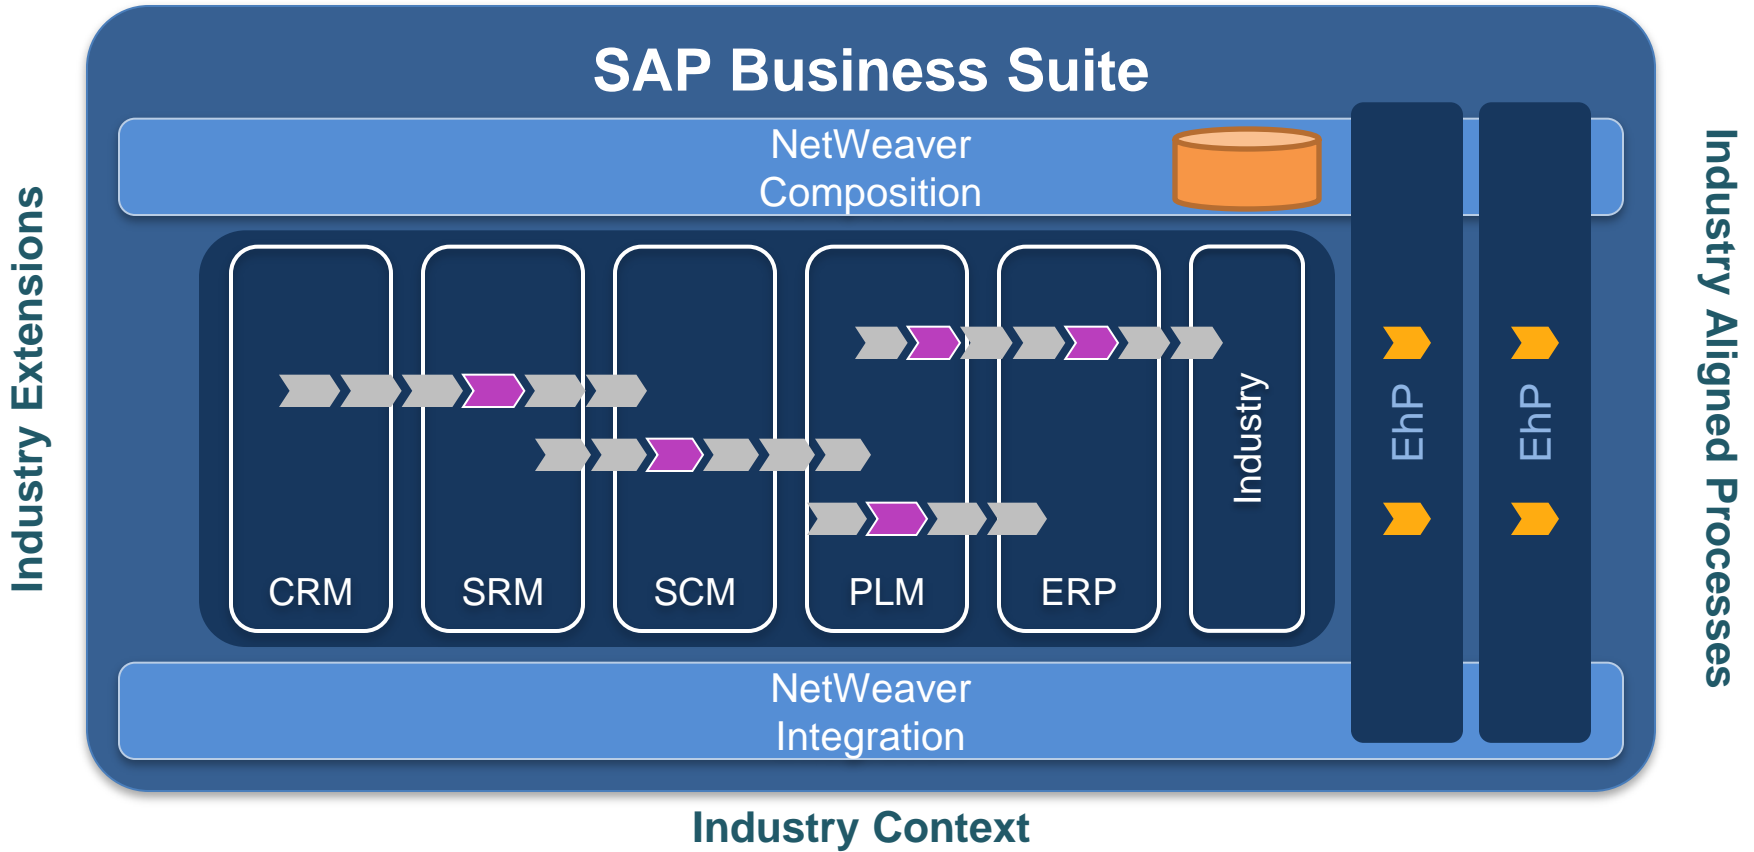 SAP Business Suite
NetWeaver
Composition
Industry Extensions
Industry Aligned Processes
CRM
SRM
SCM
PLM
ERP
Industry
EhP
EhP
NetWeaver
Integration
Industry Context